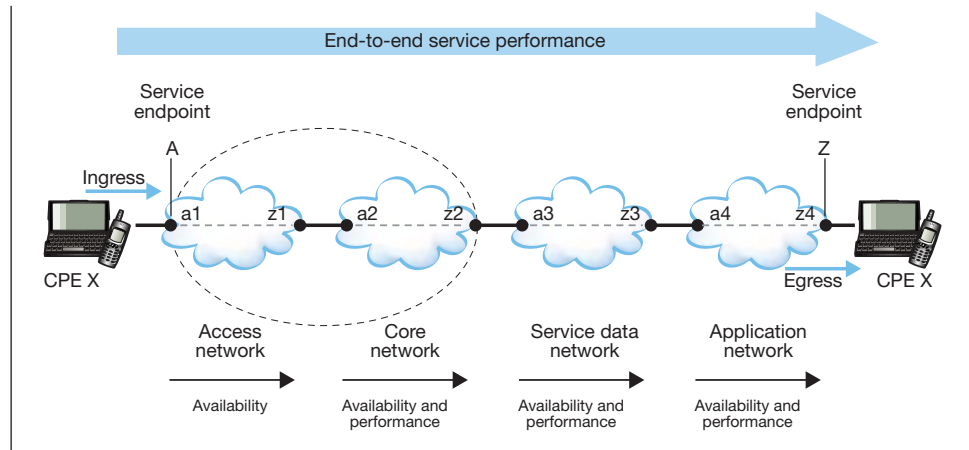 End-to-end service performance
Service
endpoint
Service
endpoint
A
Z
Ingress
a1
z1
a2
z2
a3
z3
a4
z4
CPE X
Egress
CPE X
Access
network
Core
network
Service data
network
Application
network
Availability
Availability and
performance
Availability and
performance
Availability and
performance